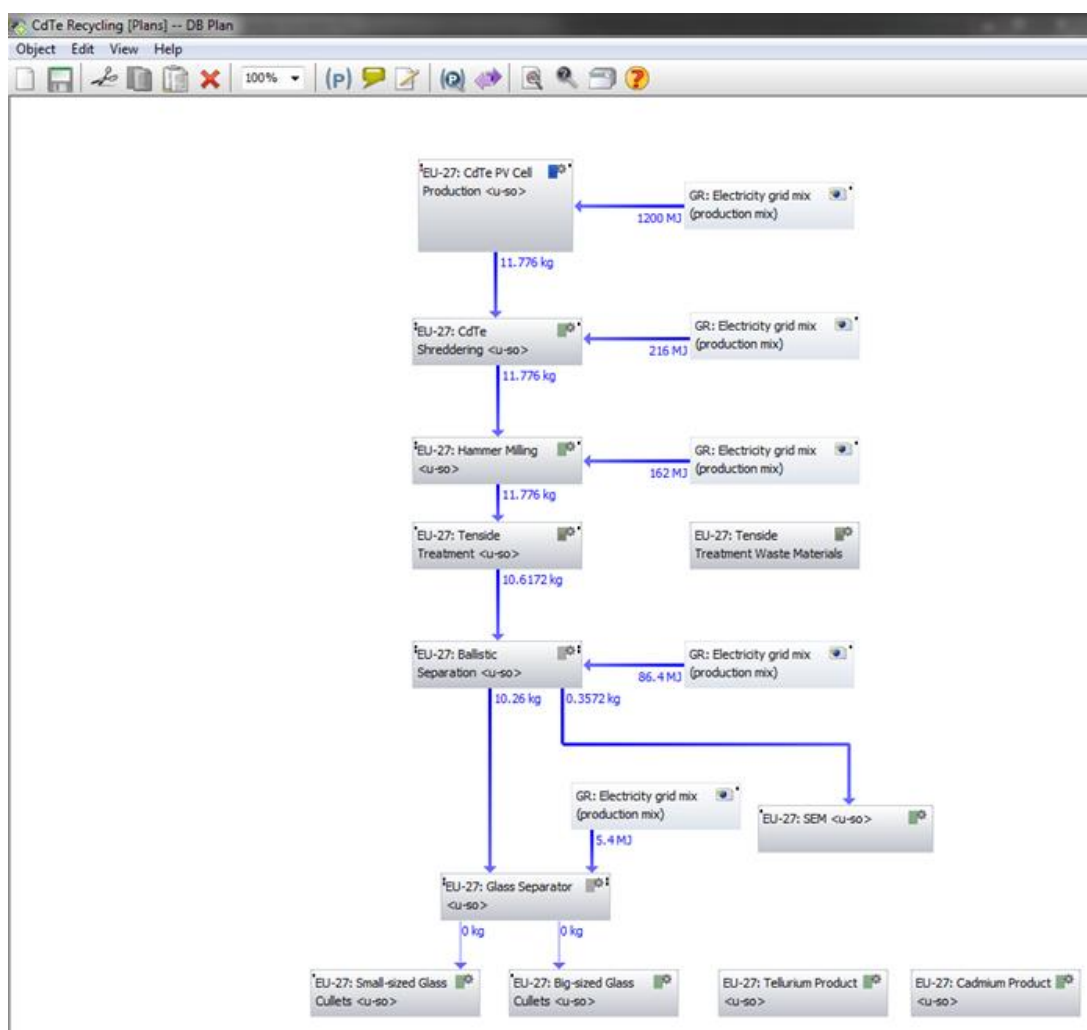 CdTe Recycling [Plans] -- DB Plan
Object Edit View Help
100% (P)
EU-27: CdTe PV Cell
Production <u-so>
GR: Electricity grid mix
(production mix)
1200 MJ
11.776 kg
EU-27: CdTe
Shreddering <u-so>
GR: Electricity grid mix
(production mix)
216 MJ
11.776 kg
EU-27: Hammer Milling
<u-so>
GR: Electricity grid mix
(production mix)
162 MJ
11.776 kg
EU-27: Tenside
Treatment <u-so>
EU-27: Tenside
Treatment Waste Materials
10.6172 kg
EU-27: Ballistic
Separation <u-so>
GR: Electricity grid mix
(production mix)
86.4 MJ
10.26 kg
0.3572 kg
GR: Electricity grid mix
(production mix)
EU-27: SEM <u-so>
5.4 MJ
EU-27: Glass Separator
<u-so>
0 kg
0 kg
EU-27: Small-sized Glass
Cullets <u-so>
EU-27: Big-sized Glass
Cullets <u-so>
EU-27: Tellurium Product
<u-so>
EU-27: Cadmium Product
<u-so>